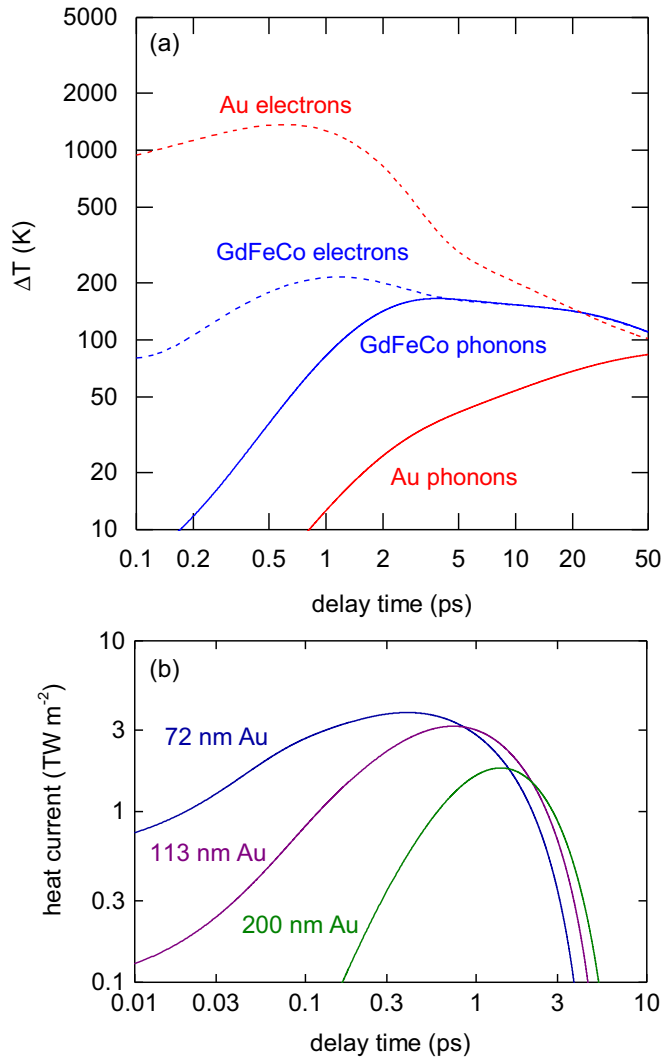 (a)
5000
2000
1000
500
200
100
50
20
10
ΔT (K)
Au electrons
GdFeCo electrons
GdFeCo phonons
Au phonons
0.1 0.2 0.5 1 2 5 10 20 50
delay time (ps)
(b)
10
3
1
0.3
0.1
heat current (TW m⁻²)
72 nm Au
113 nm Au
200 nm Au
0.01 0.03 0.1 0.3 1 3 10
delay time (ps)